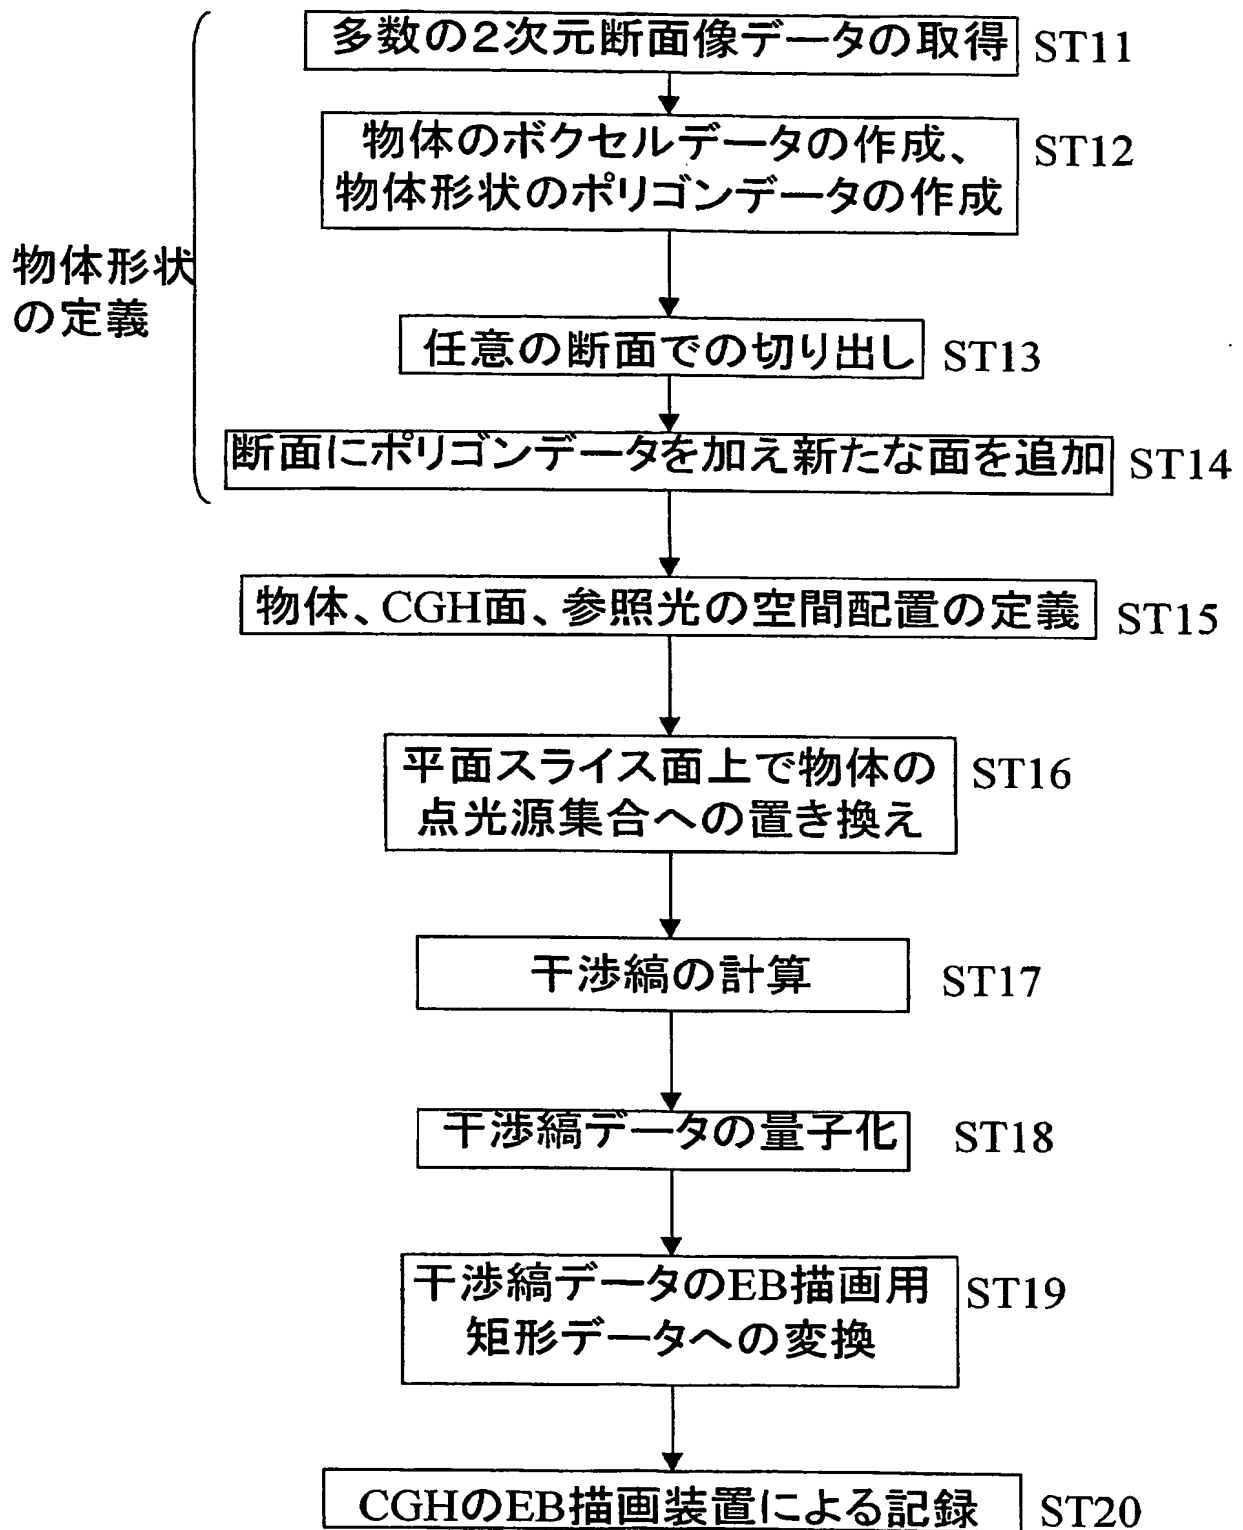 多数の2次元断面像データの取得 ST11
物体のボクセルデータの作成、 ST12
物体形状のポリゴンデータの作成
物体形状
の定義
任意の断面での切り出し ST13
断面にポリゴンデータを加え新たな面を追加 ST14
物体、CGH面、参照光の空間配置の定義 ST15
平面スライス面上で物体の ST16
点光源集合への置き換え
干渉縞の計算 ST17
干渉縞データの量子化 ST18
干渉縞データのEB描画用 ST19
矩形データへの変換
CGHのEB描画装置による記録 ST20